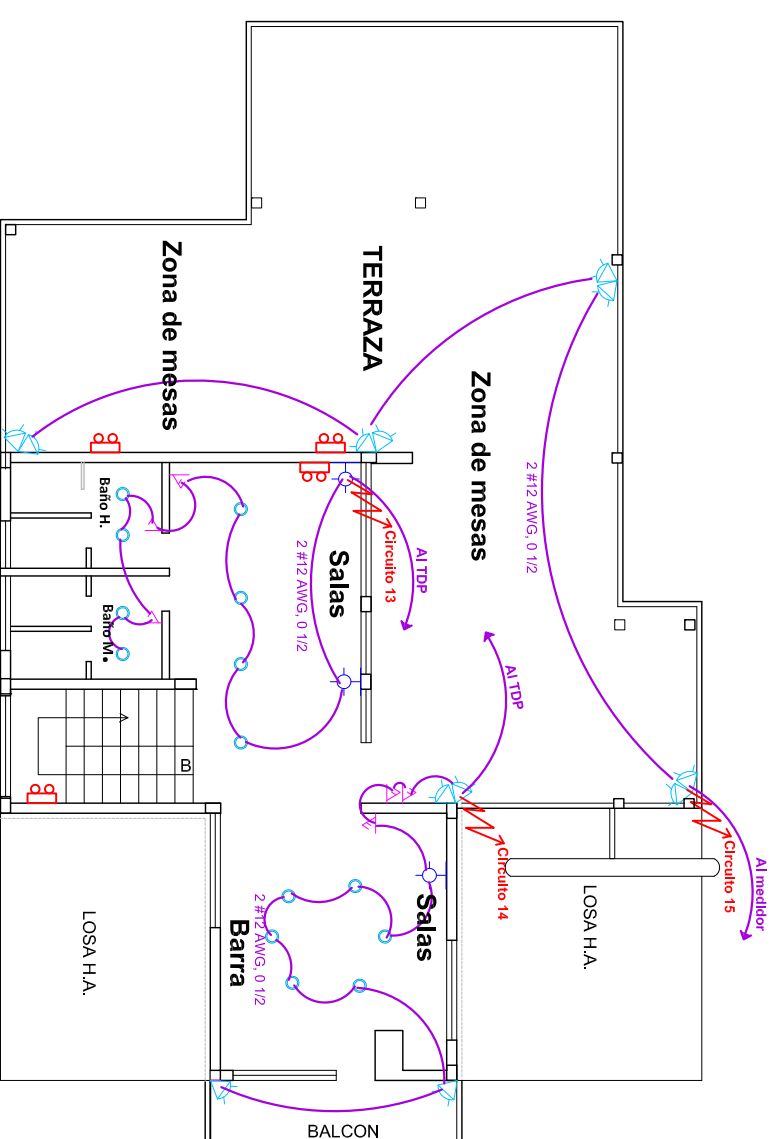 TERRAZA
Zona de mesas
Zona de mesas
2 #12 AWG, 0 1/2
Baño H.
Baño M.
Salas
2 #12 AWG, 0 1/2
Circuito 13
Al TDP
Al TDP
B
Circuito 14
Circuito 15
Al medidor
LOSA H.A.
LOSA H.A.
Salas
Barra
2 #12 AWG, 0 1/2
BALCON